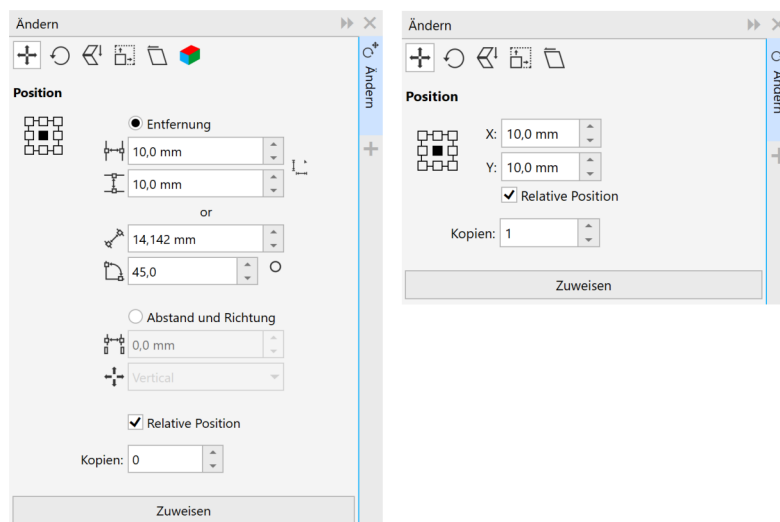 Ändern
Ändern
Position
Entfernung
10,0 mm
10,0 mm
or
14,142 mm
45,0
Abstand und Richtung
0,0 mm
Vertical
Relative Position
Kopien: 0
Zuweisen
Ändern
Ändern
Position
X: 10,0 mm
Y: 10,0 mm
Relative Position
Kopien: 1
Zuweisen